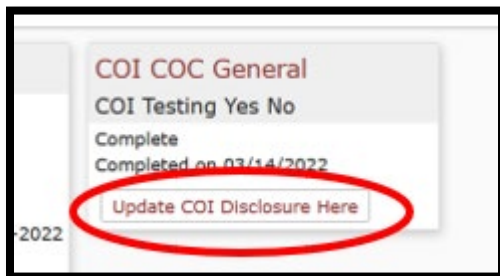 COI COC General
COI Testing Yes No
Complete
Completed on 03/14/2022
Update COI Disclosure Here
-2022